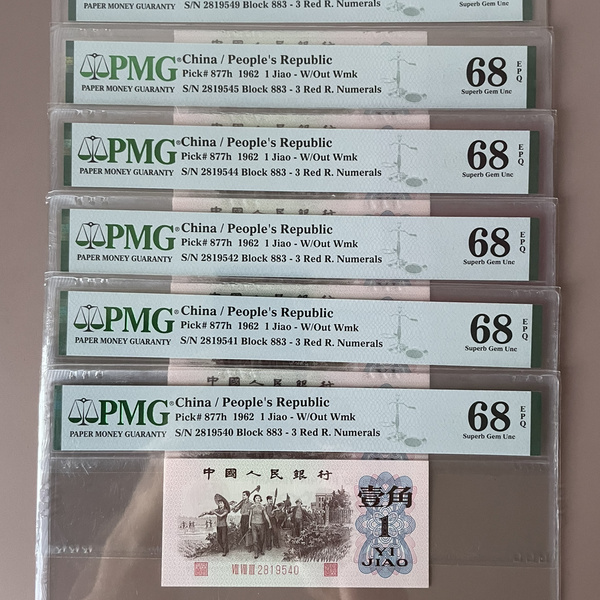 S/N 2819549 Block 883 - 3 Red R. Numerals
Superb Gem Unc
PMG
PAPER MONEY GUARANTY
China / People's Republic
Pick# 877h 1962 1 Jiao - W/Out Wmk
S/N 2819545 Block 883 - 3 Red R. Numerals
68
EPQ
Superb Gem Unc
PMG
PAPER MONEY GUARANTY
China / People's Republic
Pick# 877h 1962 1 Jiao - W/Out Wmk
S/N 2819544 Block 883 - 3 Red R. Numerals
68
EPQ
Superb Gem Unc
PMG
PAPER MONEY GUARANTY
China / People's Republic
Pick# 877h 1962 1 Jiao - W/Out Wmk
S/N 2819542 Block 883 - 3 Red R. Numerals
68
EPQ
Superb Gem Unc
PMG
PAPER MONEY GUARANTY
China / People's Republic
Pick# 877h 1962 1 Jiao - W/Out Wmk
S/N 2819541 Block 883 - 3 Red R. Numerals
68
EPQ
Superb Gem Unc
PMG
PAPER MONEY GUARANTY
China / People's Republic
Pick# 877h 1962 1 Jiao - W/Out Wmk
S/N 2819540 Block 883 - 3 Red R. Numerals
68
EPQ
Superb Gem Unc
中國人民銀行
壹角
1
YI
JIAO
VIII VIII III 2819540